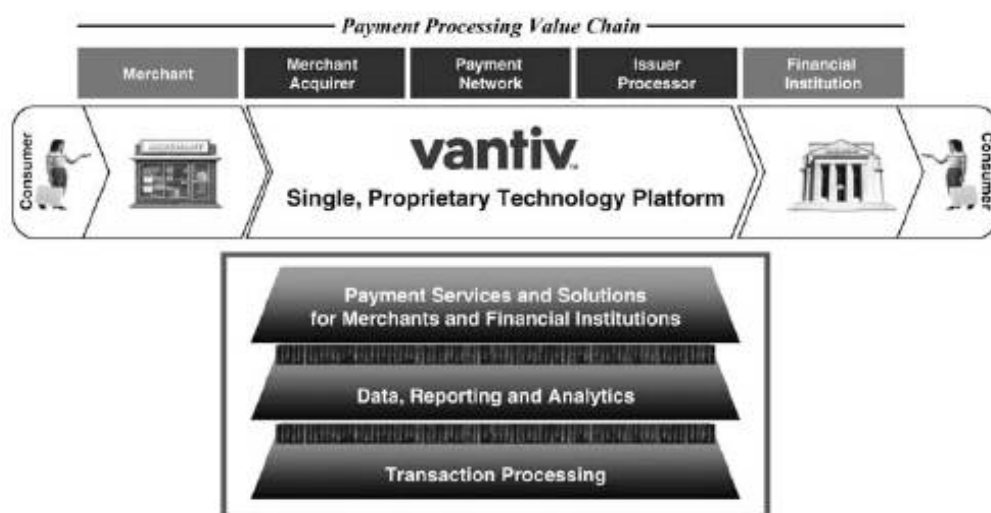 Payment Processing Value Chain
Merchant
Merchant
Acquirer
Payment
Network
Issuer
Processor
Financial
Institution
Consumer
vantiv
Single, Proprietary Technology Platform
Consumer
Payment Services and Solutions
for Merchants and Financial Institutions
Data, Reporting and Analytics
Transaction Processing